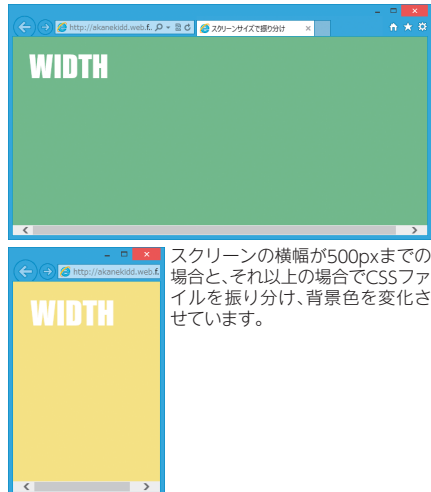 http://akanekidd.web.f..
スクリーンサイズで振り分け
WIDTH
http://akanekidd.web.f.
WIDTH
スクリーンの横幅が500pxまでの
場合と、それ以上の場合でCSSファ
イルを振り分け、背景色を変化さ
せています。